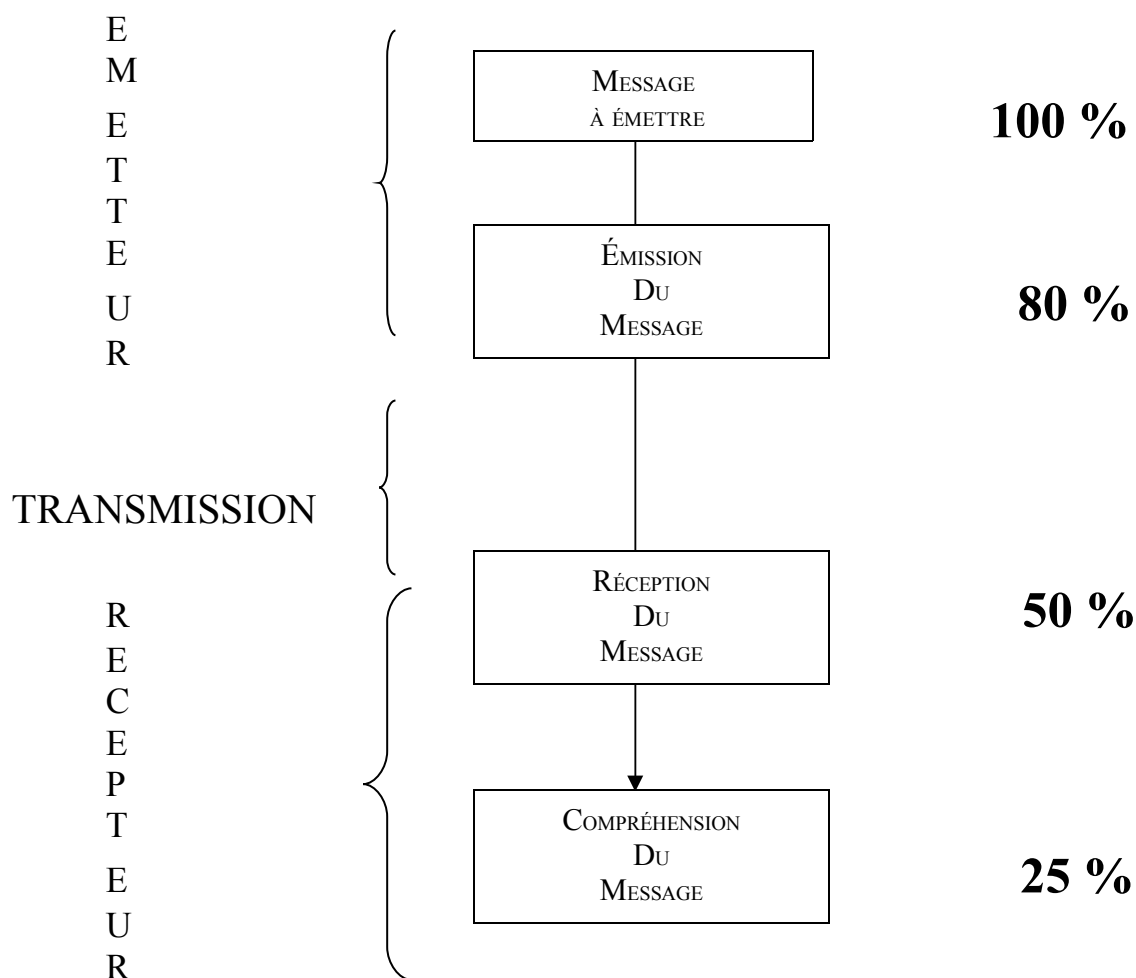 E
M
E
T
T
E
U
R
MESSAGE
À ÉMETTRE
100 %
ÉMISSION
DU
MESSAGE
80 %
TRANSMISSION
R
E
C
E
P
T
E
U
R
RÉCEPTION
DU
MESSAGE
50 %
COMPRÉHENSION
DU
MESSAGE
25 %